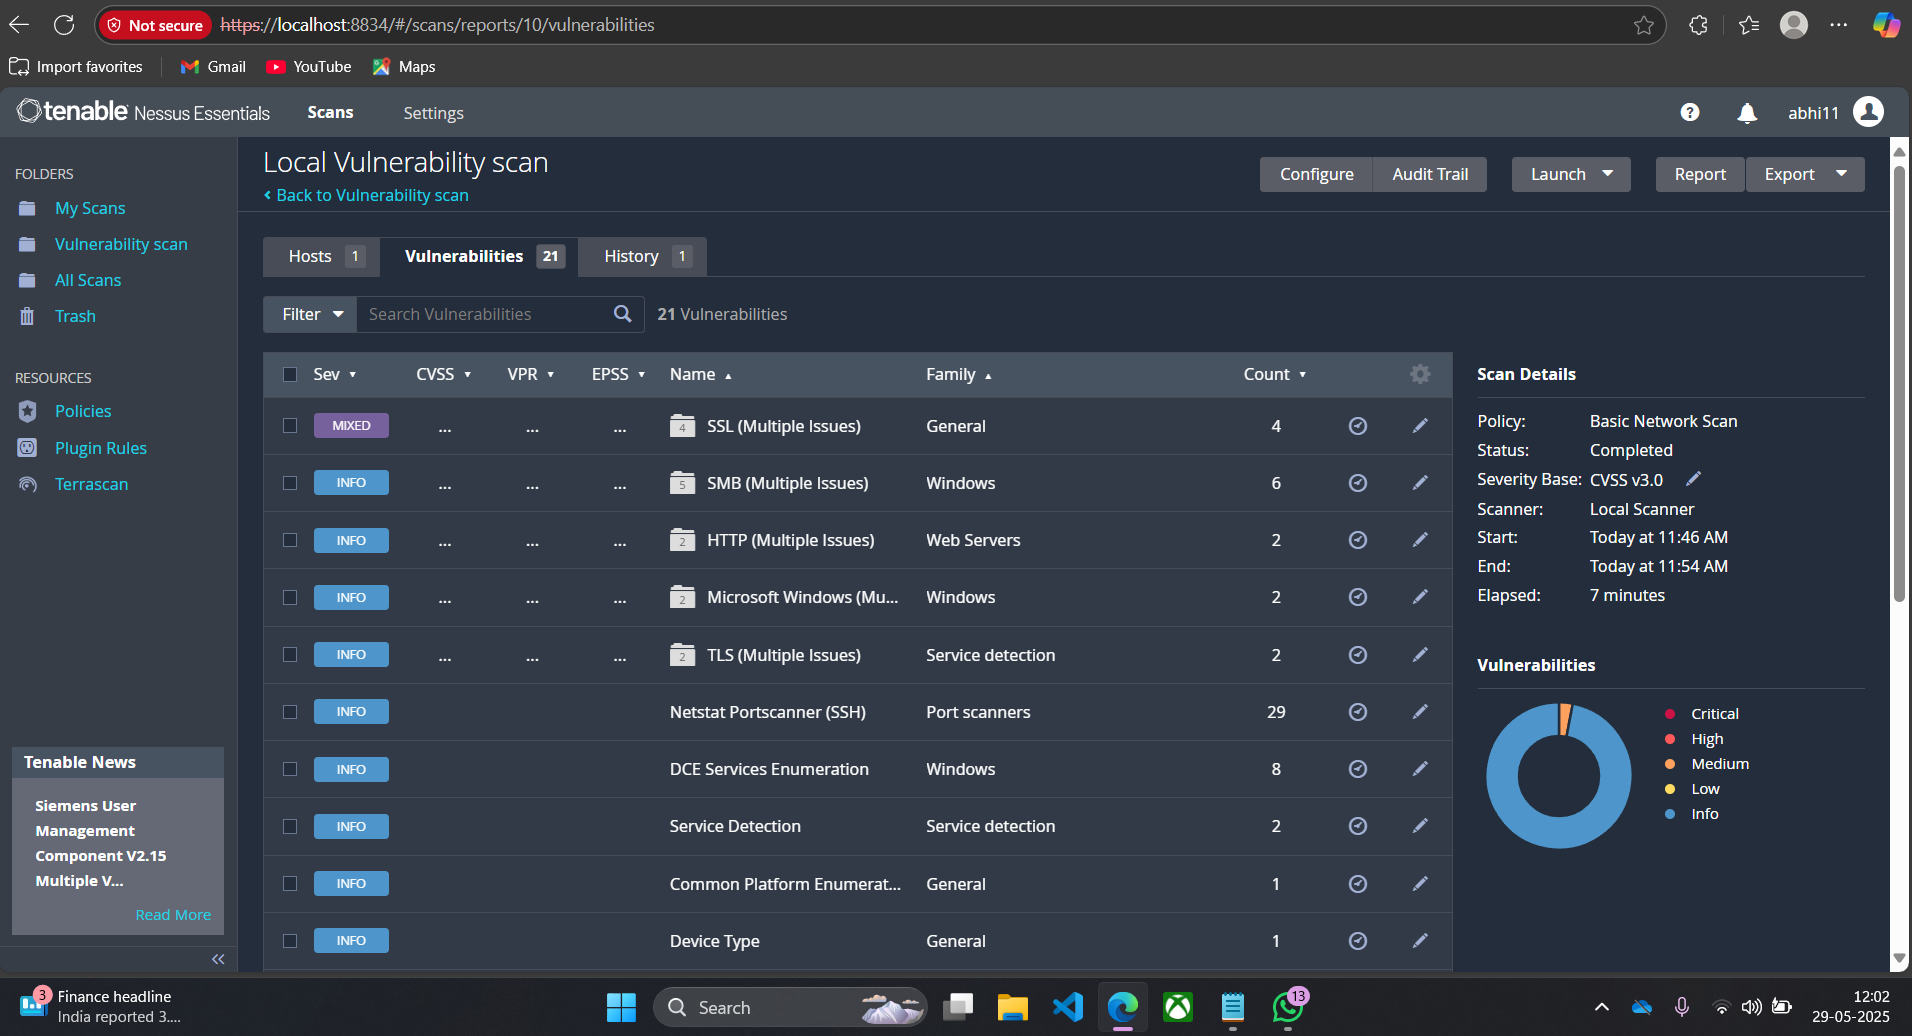 Not secure https://localhost:8834/#/scans/reports/10/vulnerabilities
Import favorites Gmail YouTube Maps
tenable Nessus Essentials Scans Settings ? abhi11
FOLDERS
My Scans
Vulnerability scan
All Scans
Trash
RESOURCES
Policies
Plugin Rules
Terrascan
Tenable News
Siemens User
Management
Component V2.15
Multiple V...
Read More
Local Vulnerability scan
Back to Vulnerability scan
Configure Audit Trail Launch Report Export
Hosts 1 Vulnerabilities 21 History 1
Filter Search Vulnerabilities 21 Vulnerabilities
Sev CVSS VPR EPSS Name Family Count
MIXED ... ... ... 4 SSL (Multiple Issues) General 4
INFO ... ... ... 5 SMB (Multiple Issues) Windows 6
INFO ... ... ... 2 HTTP (Multiple Issues) Web Servers 2
INFO ... ... ... 2 Microsoft Windows (Mu... Windows 2
INFO ... ... ... 2 TLS (Multiple Issues) Service detection 2
INFO Netstat Portscanner (SSH) Port scanners 29
INFO DCE Services Enumeration Windows 8
INFO Service Detection Service detection 2
INFO Common Platform Enumerat... General 1
INFO Device Type General 1
Scan Details
Policy: Basic Network Scan
Status: Completed
Severity Base: CVSS v3.0
Scanner: Local Scanner
Start: Today at 11:46 AM
End: Today at 11:54 AM
Elapsed: 7 minutes
Vulnerabilities
Critical
High
Medium
Low
Info
3 Finance headline
India reported 3....
Search
13
12:02
29-05-2025